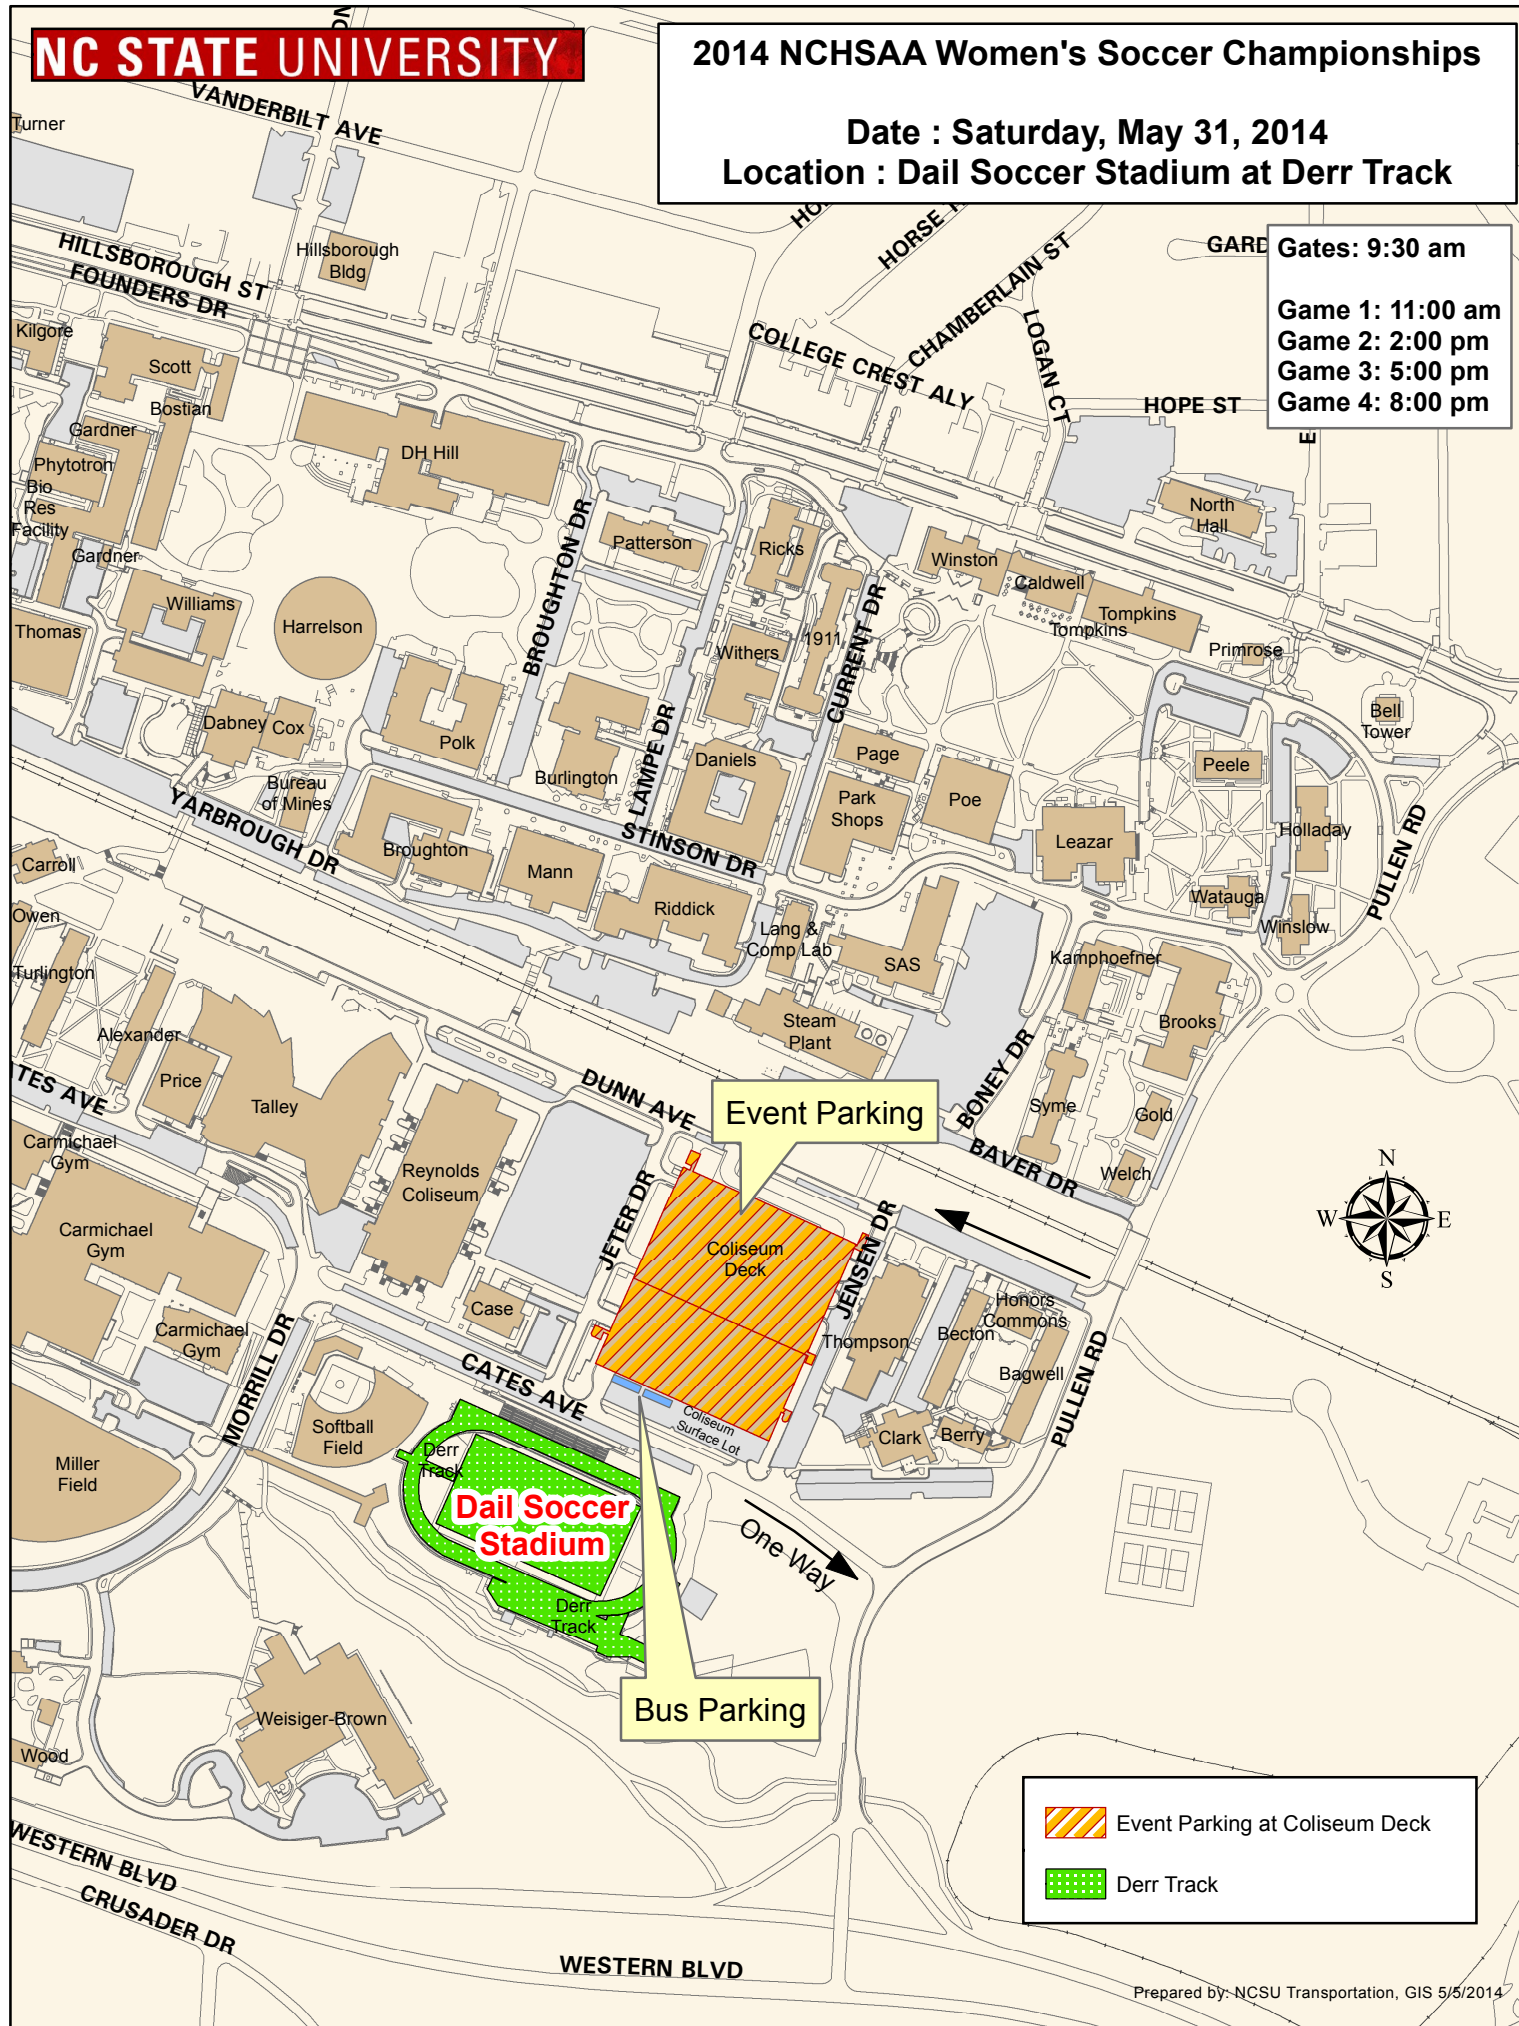 NC STATE UNIVERSITY
2014 NCHSAA Women's Soccer Championships
Date : Saturday, May 31, 2014
Location : Dail Soccer Stadium at Derr Track
Gates: 9:30 am
Game 1: 11:00 am
Game 2: 2:00 pm
Game 3: 5:00 pm
Game 4: 8:00 pm
VANDERBILT AVE
Turner
HILLSBOROUGH ST
FOUNDERS DR
Hillsborough
Bldg
HORSE
CHAMBERLAIN ST
GARD
LOGAN CT
COLLEGE CREST ALY
HOPE ST
E
Kilgore
Scott
Bostian
Gardner
DH Hill
Phytotron
Bio
Res
Facility
Gardner
North
Hall
Patterson
Ricks
BROUGHTON DR
Winston
Caldwell
Tompkins
Tompkins
Williams
Thomas
Harrelson
1911
Withers
CURRENT DR
Primrose
Bell
Tower
Dabney
Cox
Polk
LAMPE DR
Burlington
Daniels
Page
Peele
Bureau
of Mines
Park
Shops
Poe
YARBROUGH DR
STINSON DR
Holladay
PULLEN RD
Leazar
Carroll
Broughton
Mann
Riddick
Watauga
Winslow
Owen
Lang &
Comp Lab
SAS
Kamphoefner
Turlington
Alexander
Steam
Plant
Brooks
BONEY DR
Price
Talley
DUNN AVE
Event Parking
Syme
Gold
TES AVE
Carmichael
Gym
BAVER DR
Welch
Reynolds
Coliseum
JETER DR
Coliseum
Deck
JENSEN DR
N
W
E
S
Carmichael
Gym
Case
Honors
Commons
Becton
Thompson
Carmichael
Gym
MORRILL DR
CATES AVE
Bagwell
PULLEN RD
Softball
Field
Coliseum
Surface Lot
Clark
Berry
Miller
Field
Derr
Track
Dail Soccer
Stadium
One Way
Derr
Track
Bus Parking
Weisiger-Brown
Wood
Event Parking at Coliseum Deck
Derr Track
WESTERN BLVD
CRUSADER DR
WESTERN BLVD
Prepared by: NCSU Transportation, GIS 5/5/2014